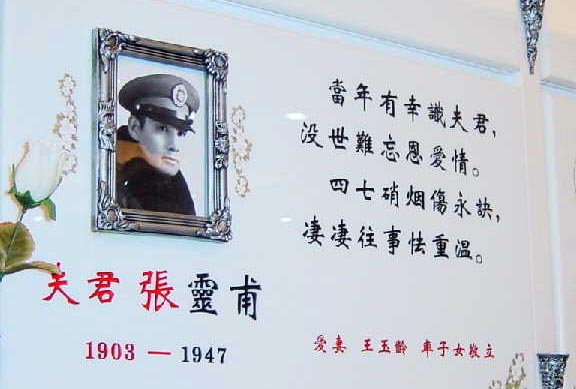 當年有幸識夫君，
没世難忘恩愛情。
四七硝烟傷永訣，
凄凄往事怯重溫。
夫君 張靈甫
1903 — 1947
愛妻 王玉齡 率子女敬立